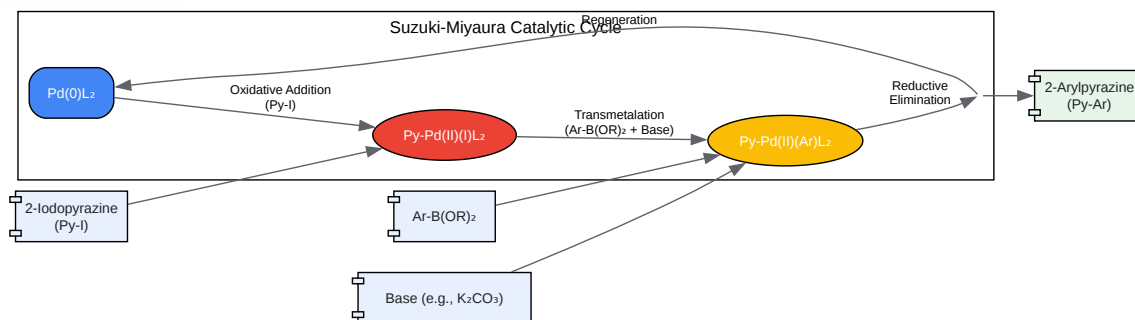 Regeneration
Suzuki-Miyaura Catalytic Cycle
Pd(0)L₂
Oxidative Addition
(Py-I)
Py-Pd(II)(I)L₂
Transmetalation
(Ar-B(OR)₂ + Base)
Py-Pd(II)(Ar)L₂
Reductive
Elimination
2-Arylpyrazine
(Py-Ar)
2-Iodopyrazine
(Py-I)
Ar-B(OR)₂
Base (e.g., K₂CO₃)